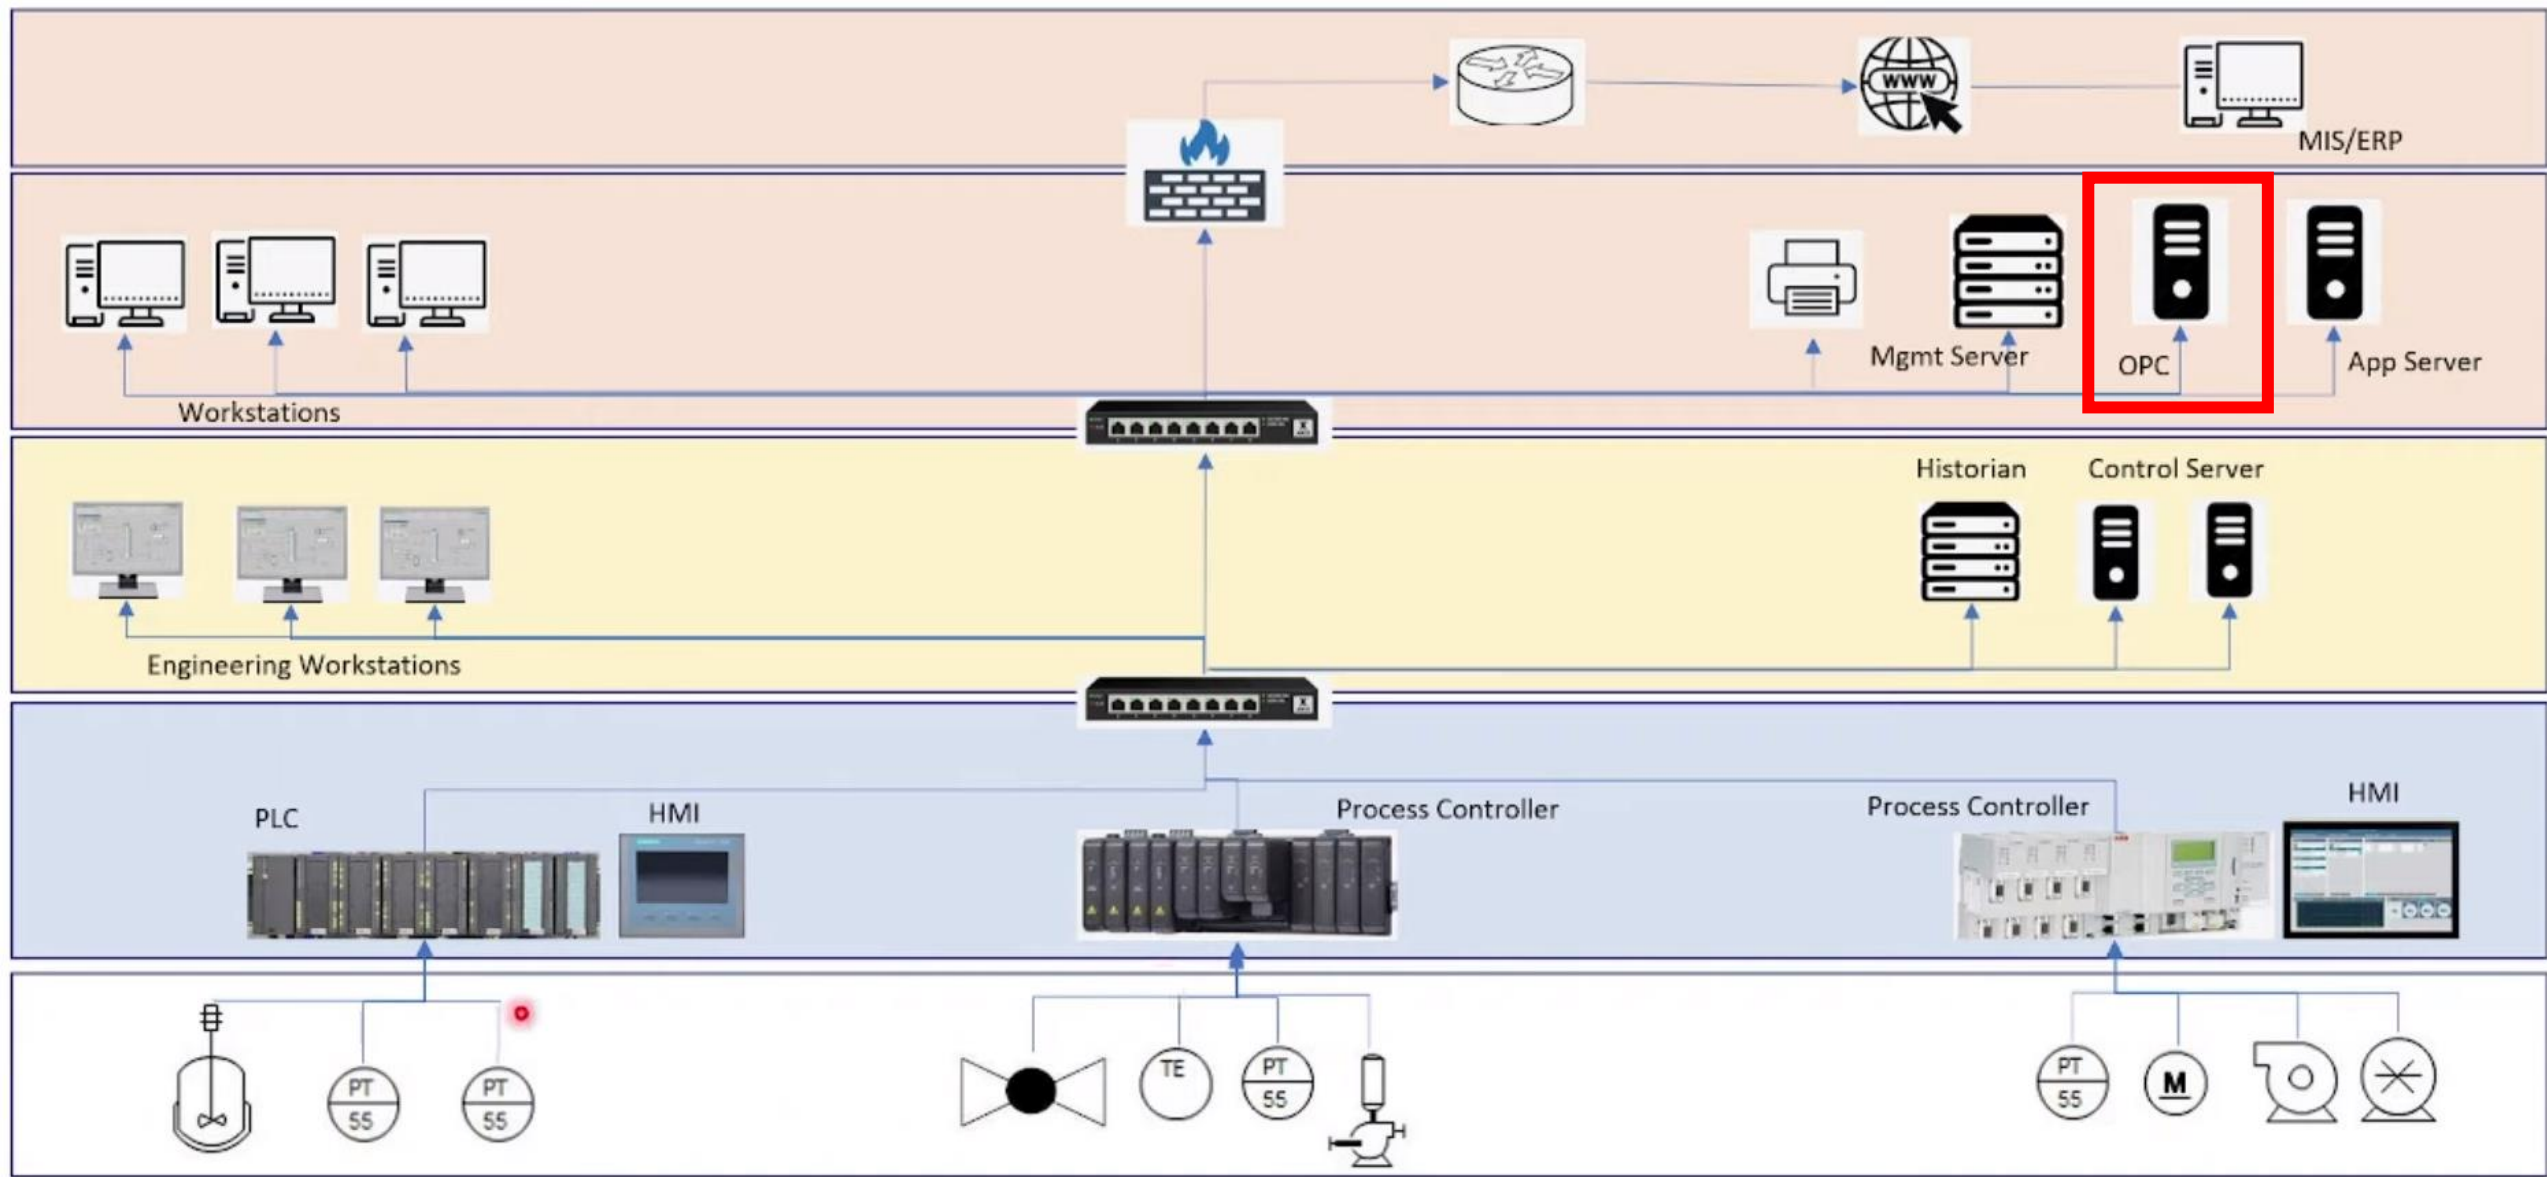 WWW
MIS/ERP
Mgmt Server
OPC
App Server
Workstations
Historian
Control Server
Engineering Workstations
PLC
HMI
Process Controller
Process Controller
HMI
PT
55
PT
55
TE
PT
55
PT
55
M